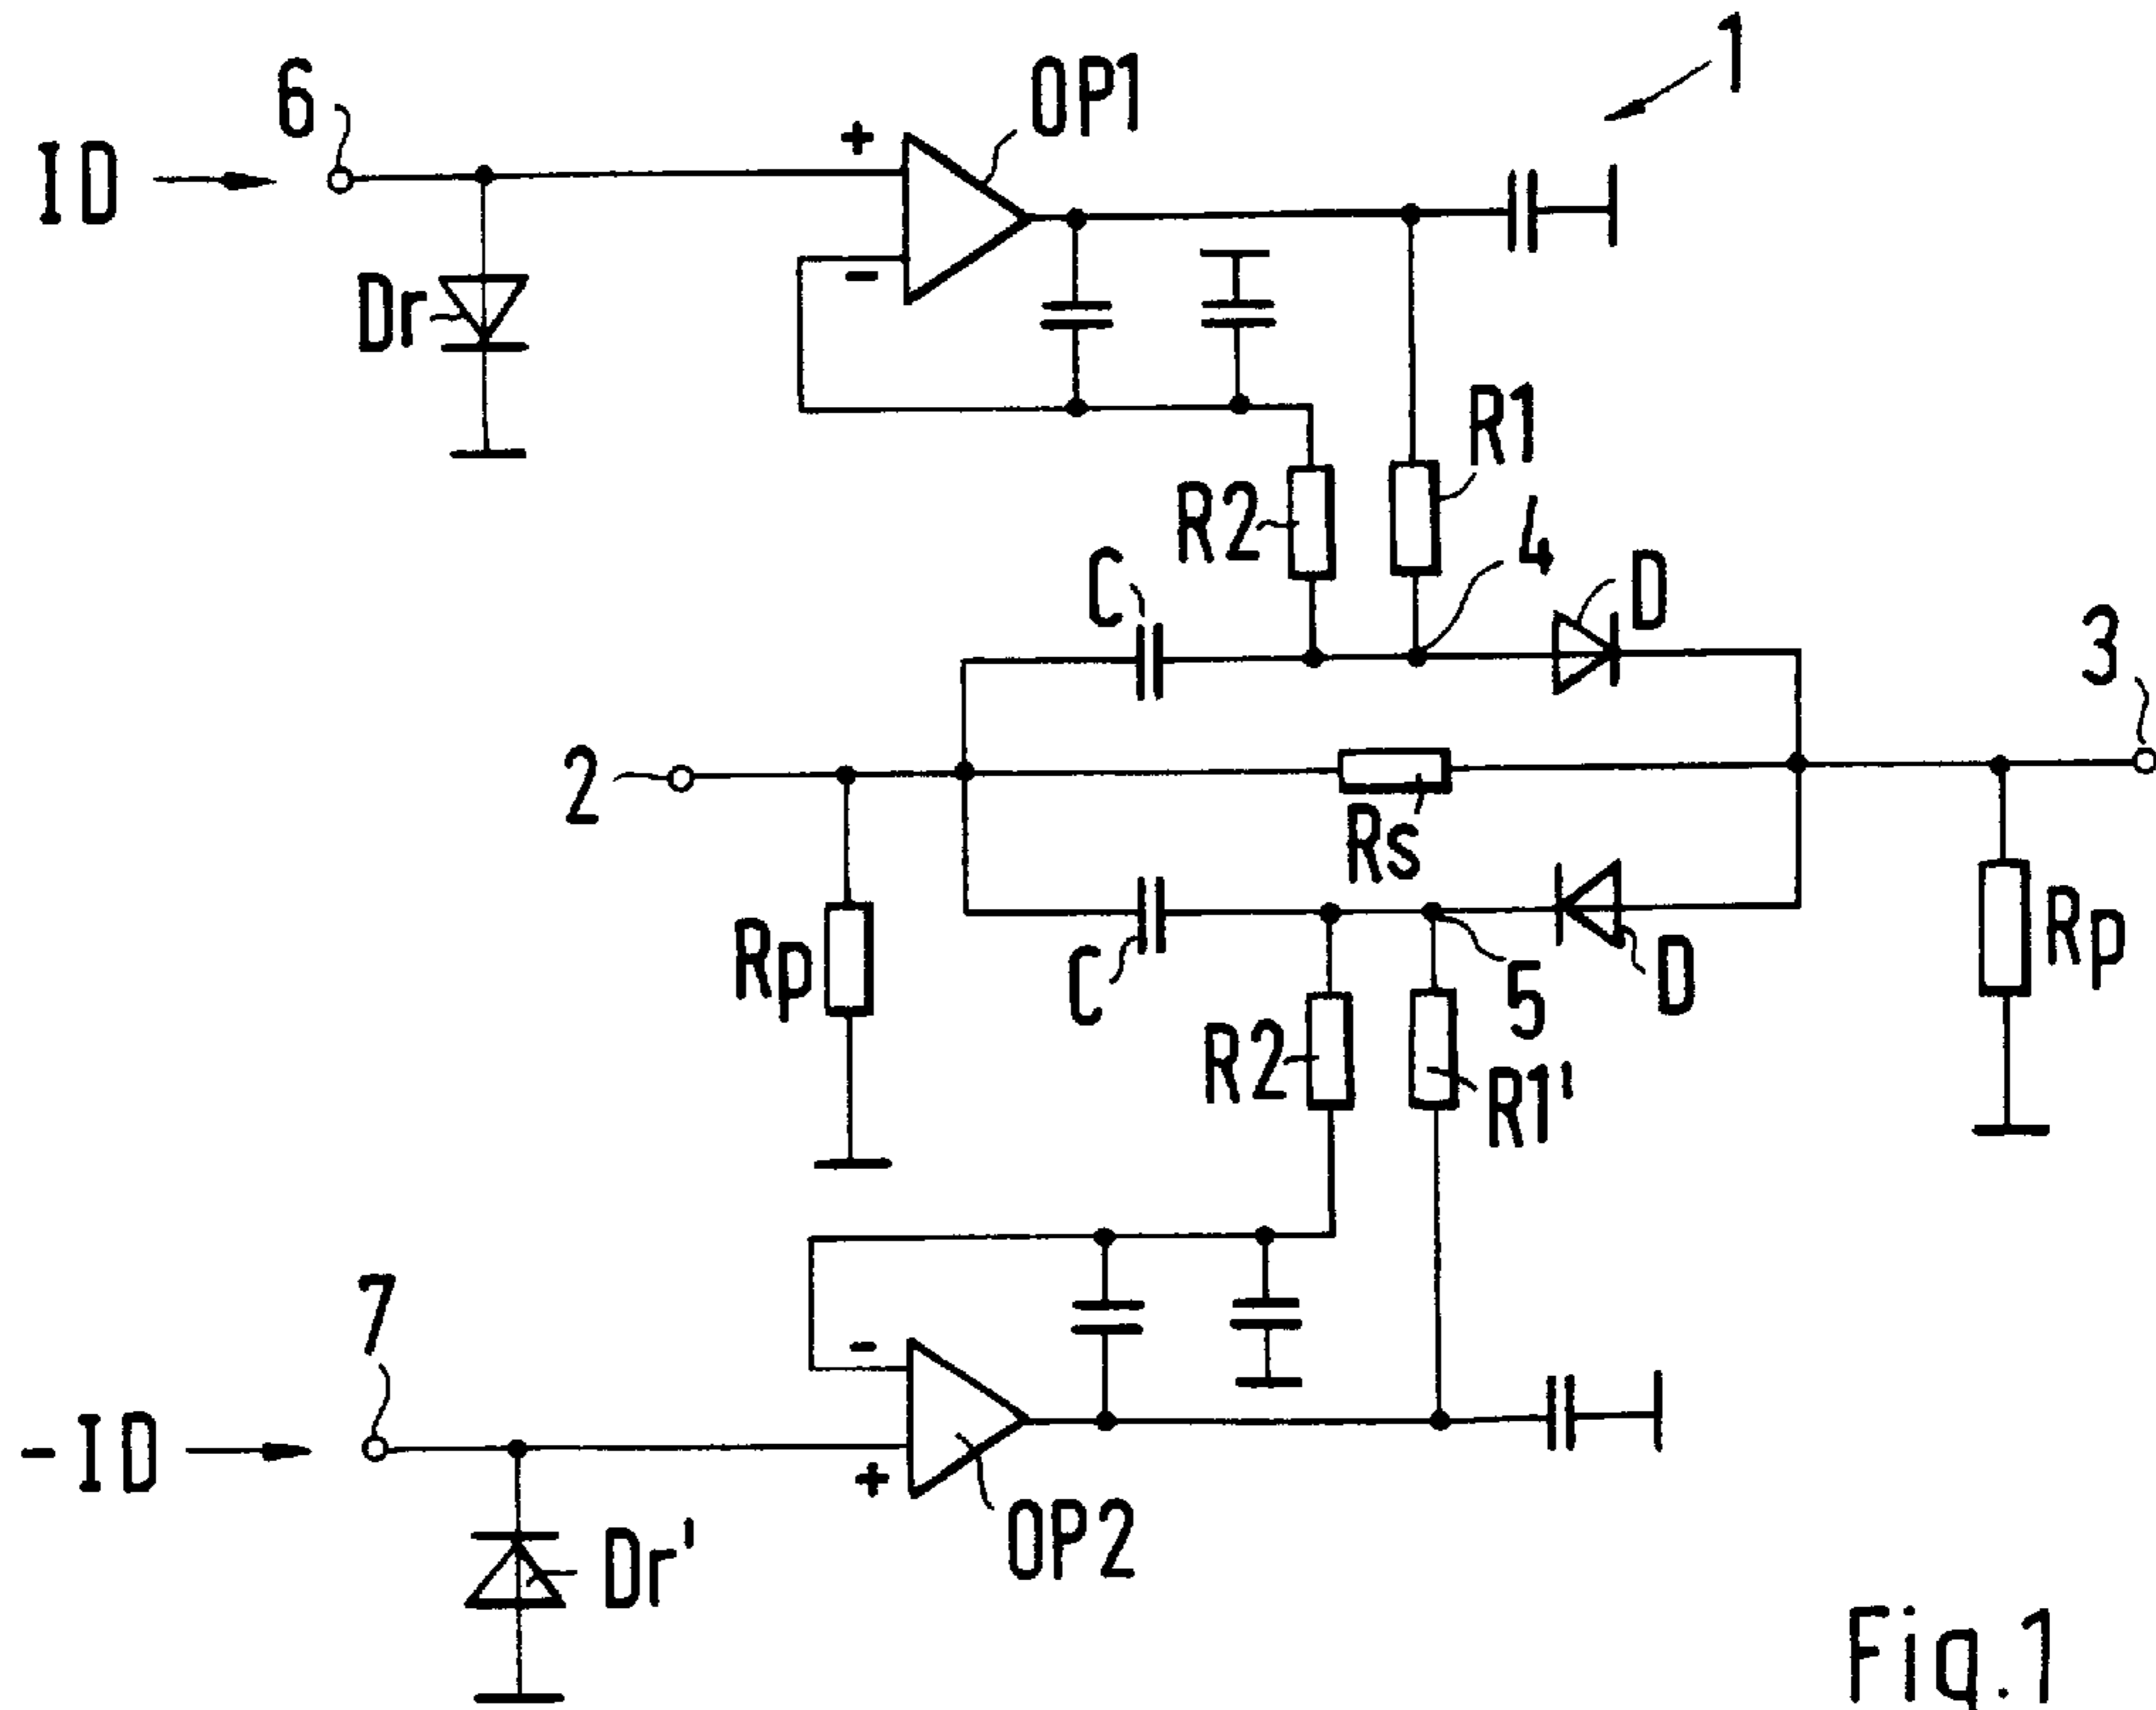 1
6
OP1
ID
+
-
Dr
R1
R2
4
C
D
3
2
Rs
Rp
Rp
C
5
D
R2
R1'
7
-
-ID
+
OP2
Dr'
Fig.1